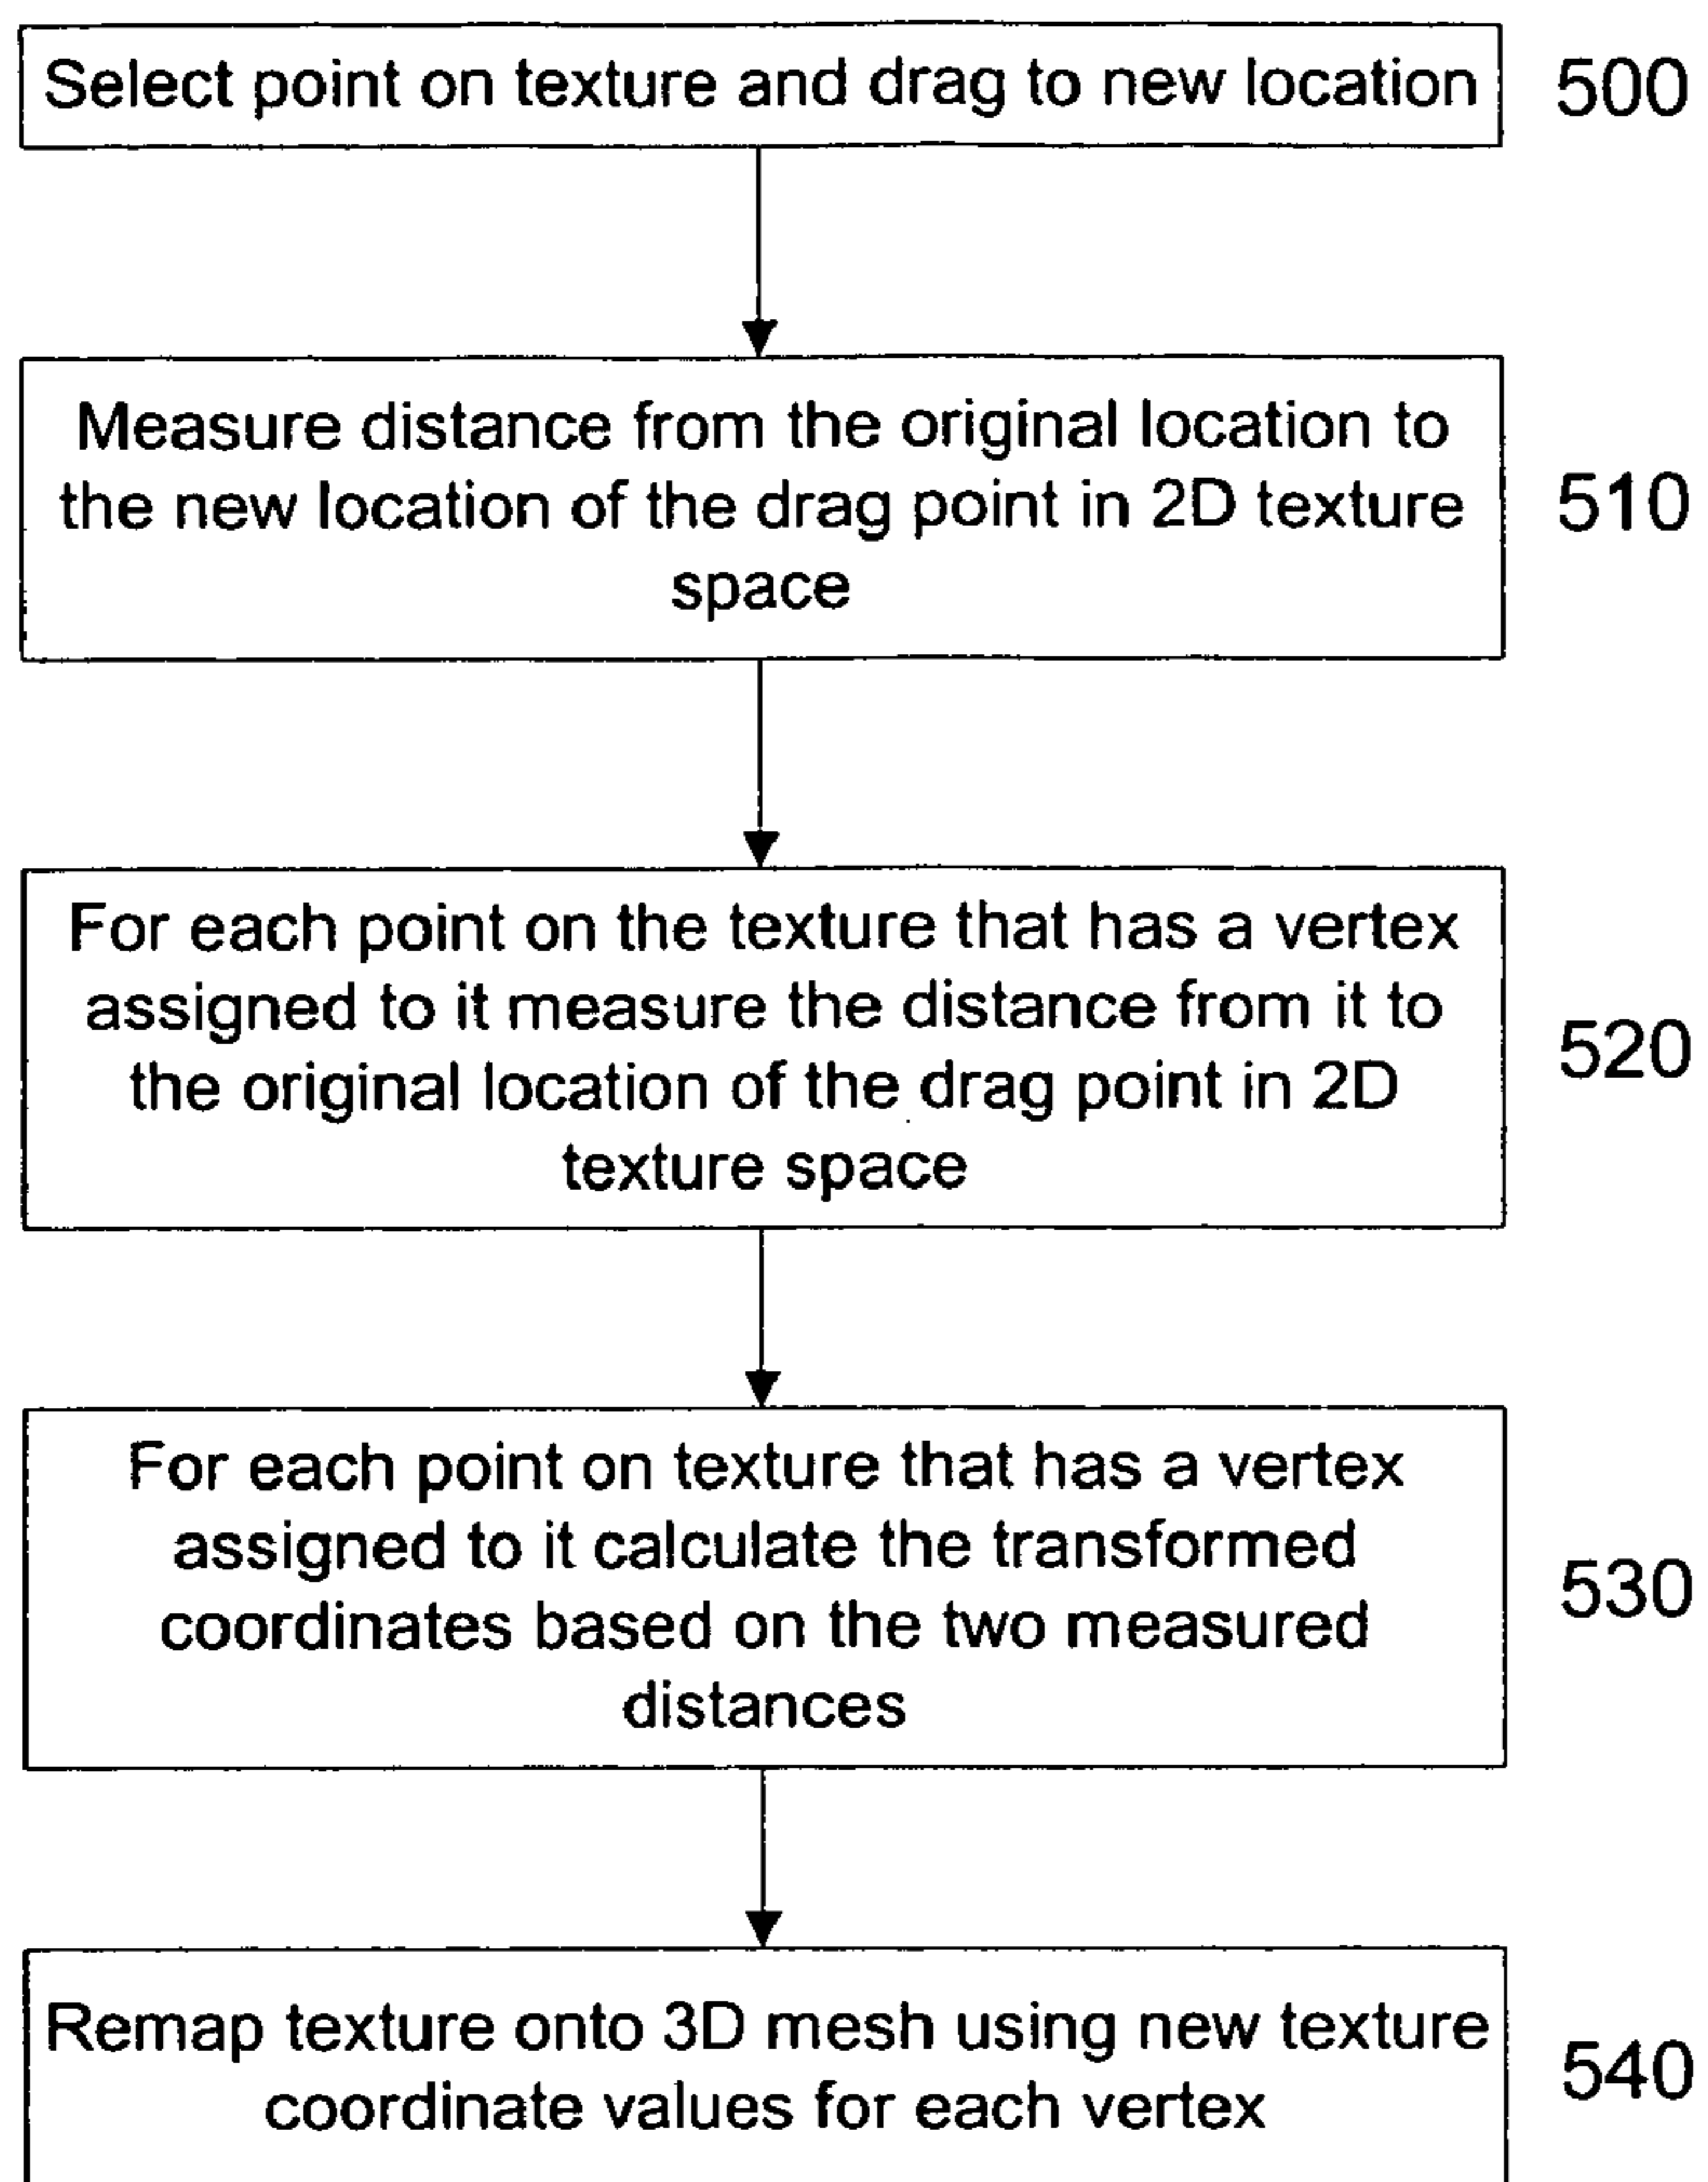 Select point on texture and drag to new location
500
Measure distance from the original location to
the new location of the drag point in 2D texture
space
510
For each point on the texture that has a vertex
assigned to it measure the distance from it to
the original location of the drag point in 2D
texture space
520
For each point on texture that has a vertex
assigned to it calculate the transformed
coordinates based on the two measured
distances
530
Remap texture onto 3D mesh using new texture
coordinate values for each vertex
540